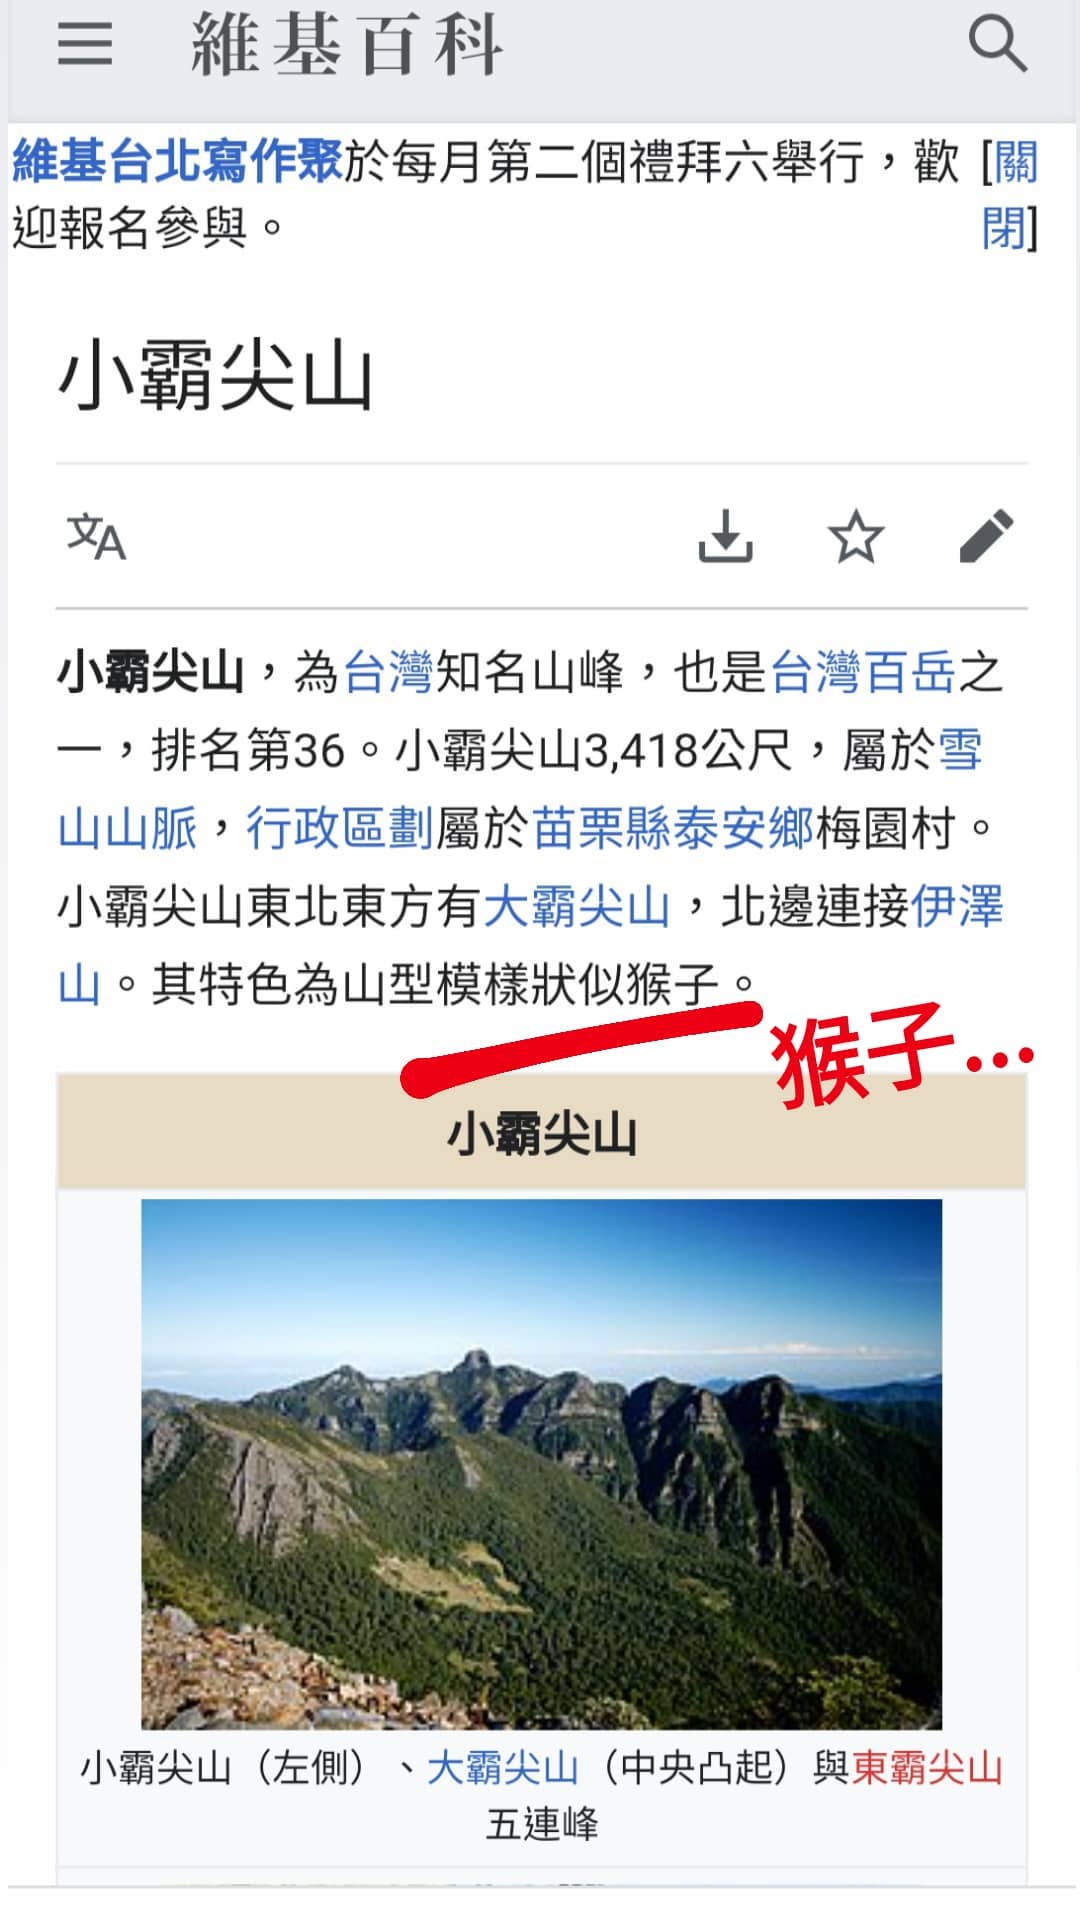 維基百科
維基台北寫作聚於每月第二個禮拜六舉行，歡 [關
迎報名參與。 閉]
小霸尖山
文A
小霸尖山，為台灣知名山峰，也是台灣百岳之
一，排名第36。小霸尖山3,418公尺，屬於雪
山山脈，行政區劃屬於苗栗縣泰安鄉梅園村。
小霸尖山東北東方有大霸尖山，北邊連接伊澤
山。其特色為山型模樣狀似猴子。
猴子...
小霸尖山
小霸尖山（左側）、大霸尖山（中央凸起）與東霸尖山
五連峰